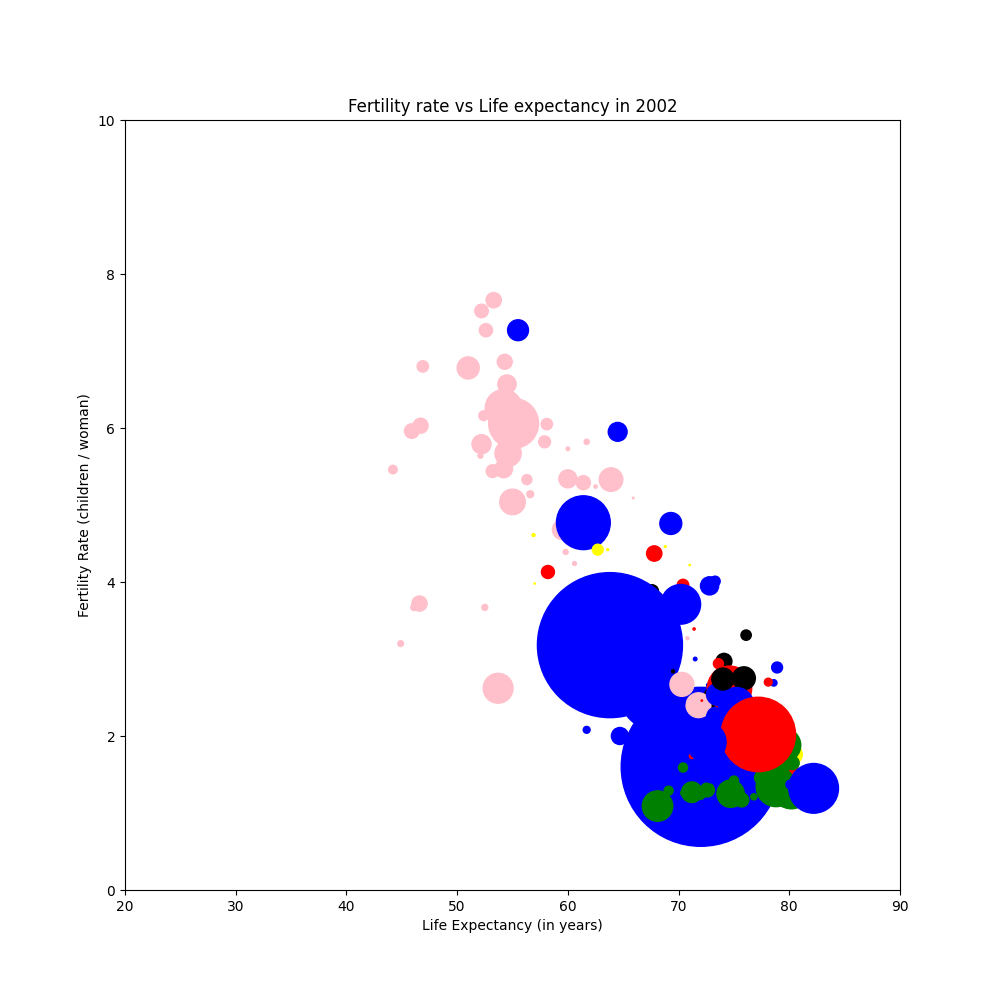 Fertility rate vs Life expectancy in 2002
10
8
6
4
2
0
Fertility Rate (children / woman)
20 30 40 50 60 70 80 90
Life Expectancy (in years)